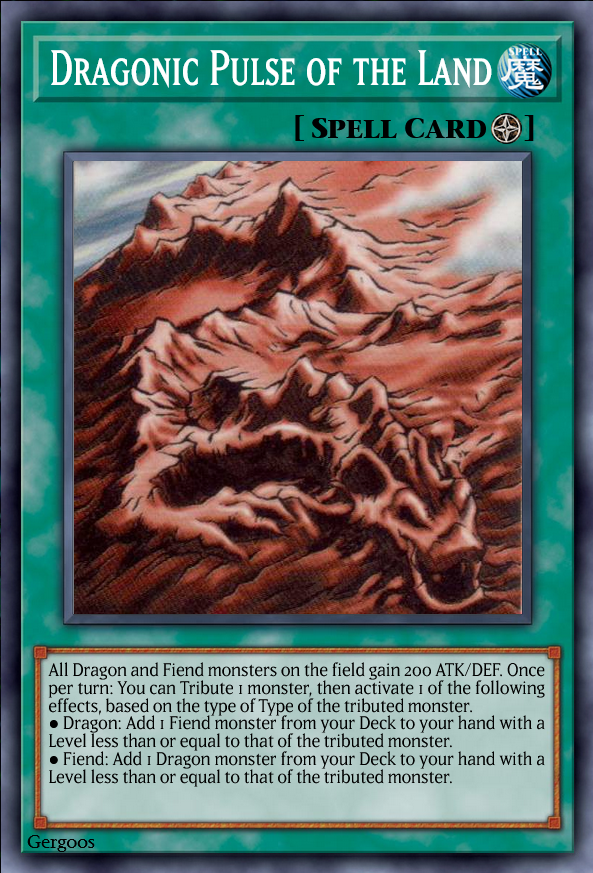 Dragonic Pulse of the Land
SPELL
魔
[ Spell Card ]
All Dragon and Fiend monsters on the field gain 200 ATK/DEF. Once
per turn: You can Tribute 1 monster, then activate 1 of the following
effects, based on the type of Type of the tributed monster.
● Dragon: Add 1 Fiend monster from your Deck to your hand with a
Level less than or equal to that of the tributed monster.
● Fiend: Add 1 Dragon monster from your Deck to your hand with a
Level less than or equal to that of the tributed monster.
Gergoos